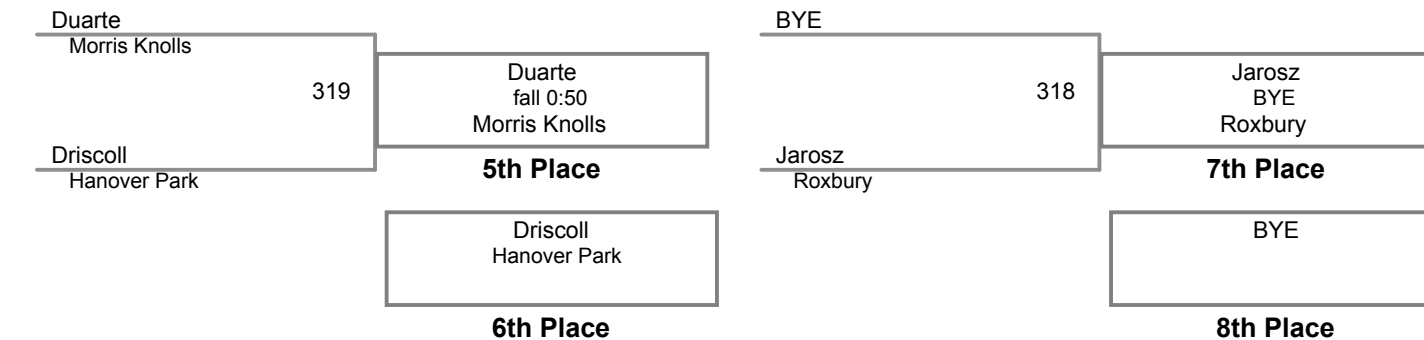 Duarte
Morris Knolls
319
Duarte
fall 0:50
Morris Knolls
Driscoll
Hanover Park
5th Place
Driscoll
Hanover Park
6th Place
BYE
318
Jarosz
BYE
Roxbury
Jarosz
Roxbury
7th Place
BYE
8th Place